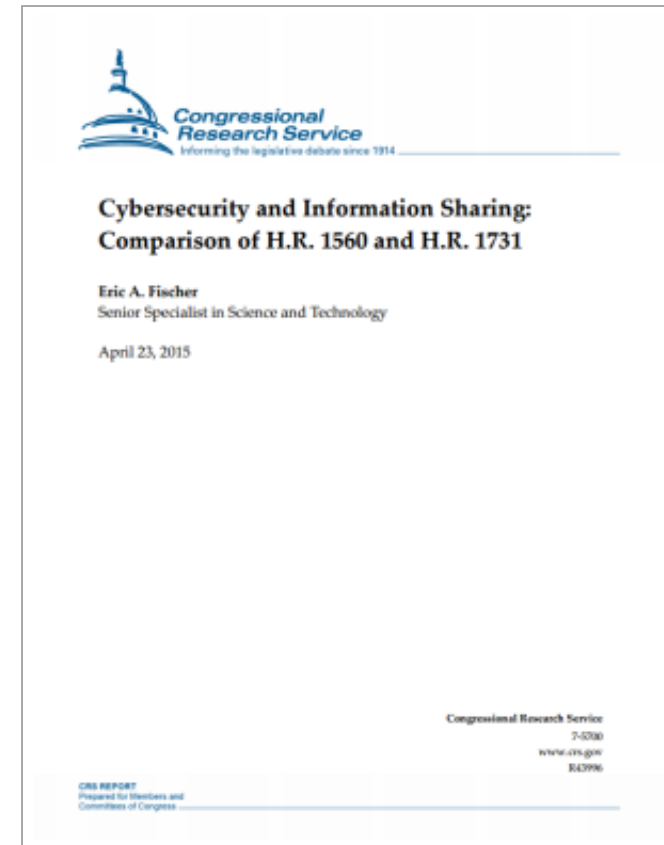 Congressional
Research Service
Informing the legislative debate since 1914
Cybersecurity and Information Sharing:
Comparison of H.R. 1560 and H.R. 1731
Eric A. Fischer
Senior Specialist in Science and Technology
April 23, 2015
Congressional Research Service
7-5700
www.crs.gov
R43996
CRS REPORT
Prepared for Members and
Committees of Congress